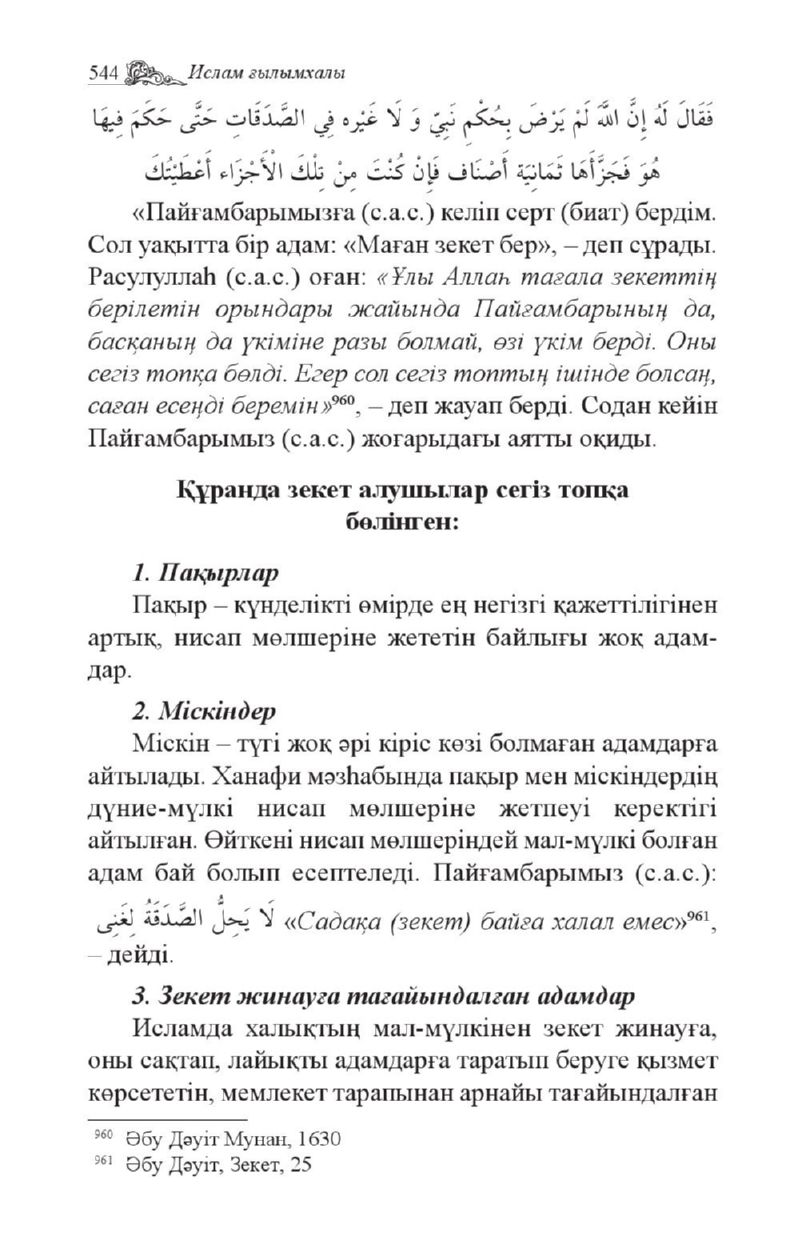 544 Ислам ғылымхалы
فَقَالَ لَهُ إِنَّ اللَّهَ لَمْ يَرْضَ بِحُكْمِ نَبِيٍّ وَ لَا غَيْرِهِ فِي الصَّدَقَاتِ حَتَّى حَكَمَ فِيهَا
هُوَ فَجَزَّأَهَا ثَمَانِيَةَ أَصْنَافٍ فَإِنْ كُنْتَ مِنْ تِلْكَ الْأَجْزَاءِ أَعْطَيْتُكَ
«Пайғамбарымызға (с.а.с.) келіп серт (биат) бердім.
Сол уақытта бір адам: «Маған зекет бер», – деп сұрады.
Расулуллаһ (с.а.с.) оған: «Ұлы Аллаһ тағала зекеттің
берілетін орындары жайында Пайғамбарының да,
басқаның да үкіміне разы болмай, өзі үкім берді. Оны
сегіз топқа бөлді. Егер сол сегіз топтың ішінде болсаң,
саған есеңді беремін»⁹⁶⁰, – деп жауап берді. Содан кейін
Пайғамбарымыз (с.а.с.) жоғарыдағы аятты оқиды.
Құранда зекет алушылар сегіз топқа
бөлінген:
1. Пақырлар
Пақыр – күнделікті өмірде ең негізгі қажеттілігінен
артық, нисап мөлшеріне жететін байлығы жоқ адам-
дар.
2. Міскіндер
Міскін – түгі жоқ әрі кіріс көзі болмаған адамдарға
айтылады. Ханафи мәзһабында пақыр мен міскіндердің
дүние-мүлкі нисап мөлшеріне жетпеуі керектігі
айтылған. Өйткені нисап мөлшеріндей мал-мүлкі болған
адам бай болып есептеледі. Пайғамбарымыз (с.а.с.):
لَا يَحِلُّ الصَّدَقَةُ لِغَنِى «Садақа (зекет) байға халал емес»⁹⁶¹,
– дейді.
3. Зекет жинауға тағайындалған адамдар
Исламда халықтың мал-мүлкінен зекет жинауға,
оны сақтап, лайықты адамдарға таратып беруге қызмет
көрсететін, мемлекет тарапынан арнайы тағайындалған
⁹⁶⁰ Әбу Дәуіт Мунан, 1630
⁹⁶¹ Әбу Дәуіт, Зекет, 25